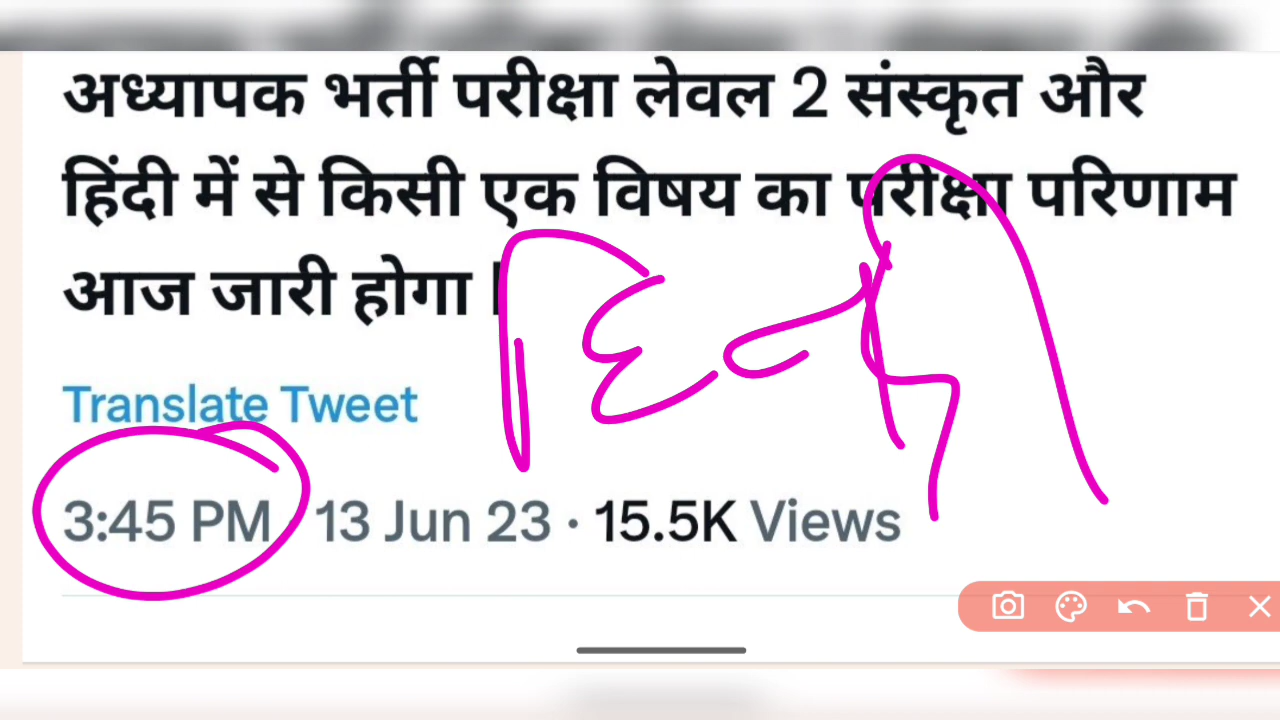 अध्यापक भर्ती परीक्षा लेवल 2 संस्कृत और
हिंदी में से किसी एक विषय का परीक्षा परिणाम
आज जारी होगा |
Translate Tweet
3:45 PM · 13 Jun 23 · 15.5K Views
हिन्दी